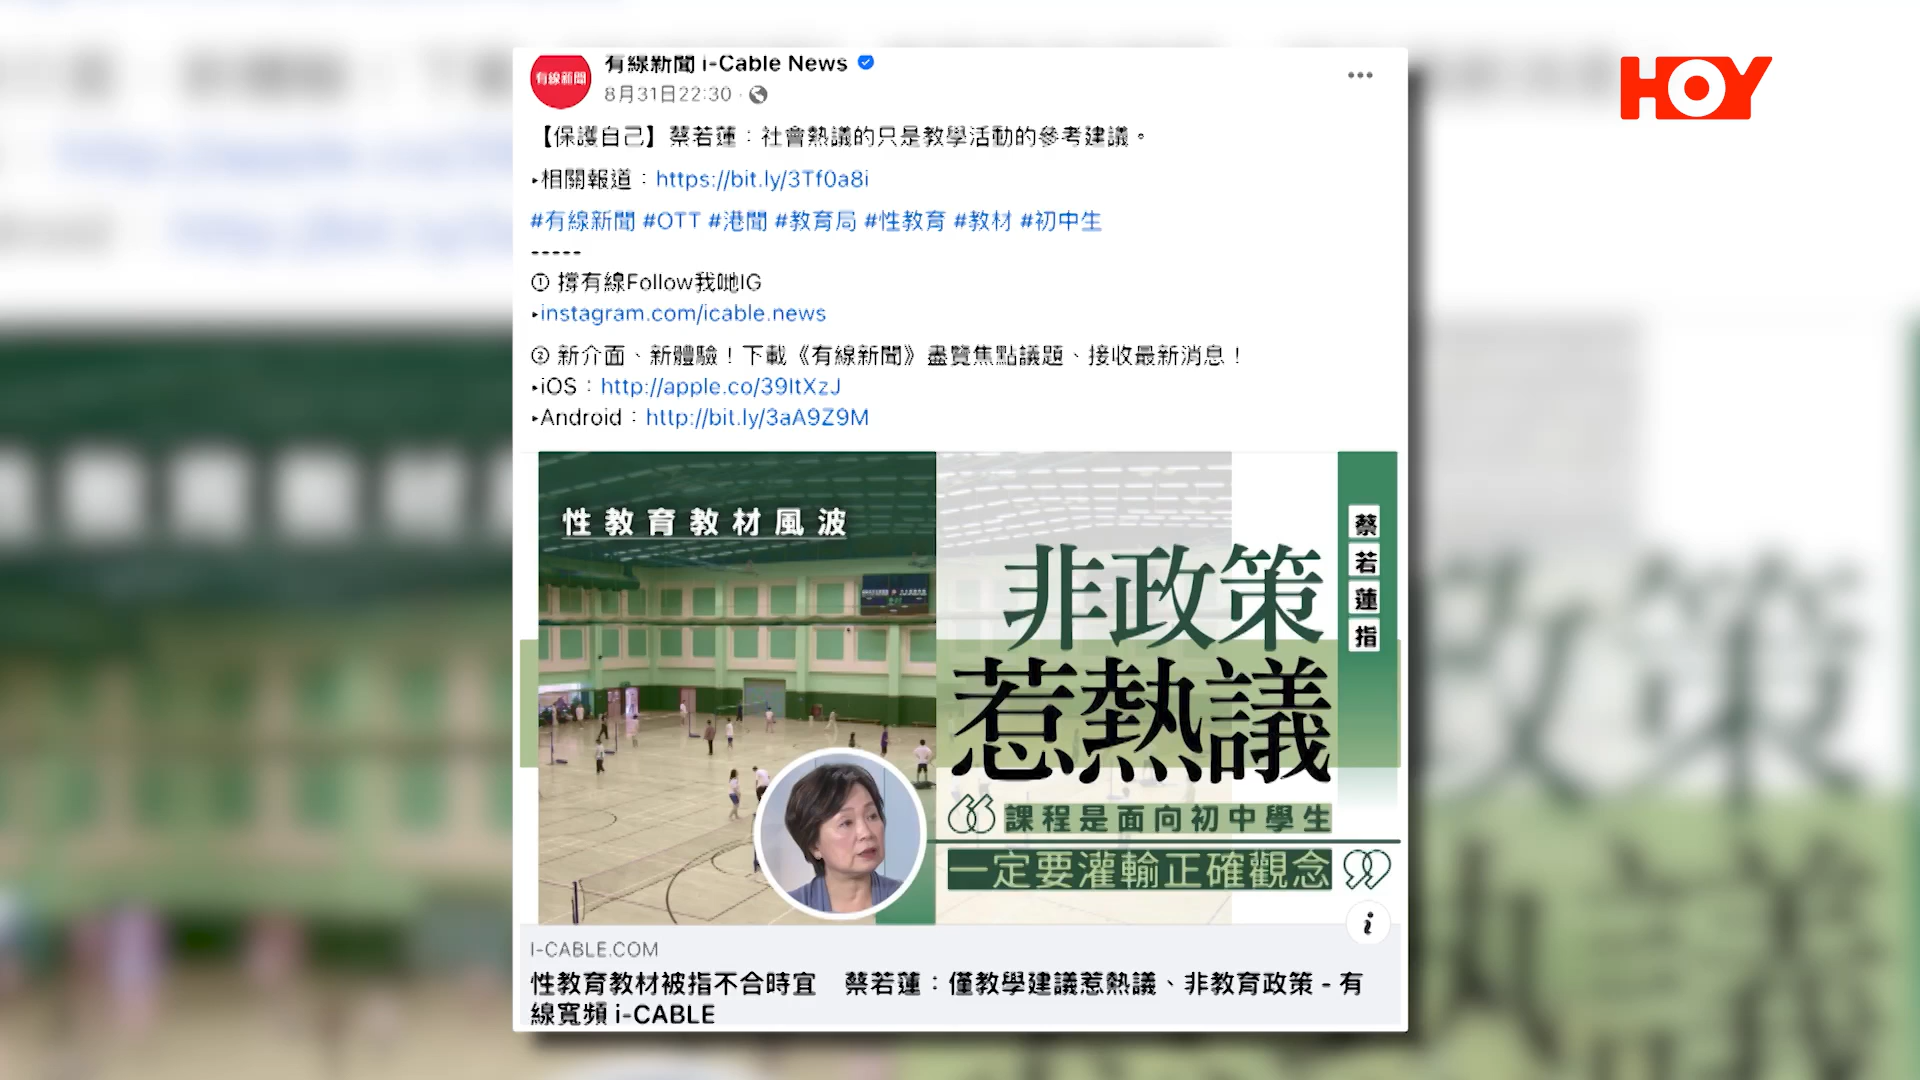 HOY
有線新聞
有線新聞 i-Cable News
8月31日22:30
【保護自己】蔡若蓮：社會熱議的只是教學活動的參考建議。
▸相關報道：https://bit.ly/3Tf0a8i
#有線新聞 #OTT #港聞 #教育局 #性教育 #教材 #初中生
-----
① 撐有線Follow我哋IG
▸instagram.com/icable.news
② 新介面、新體驗！下載《有線新聞》盡覽焦點議題、接收最新消息！
▸iOS：http://apple.co/39ItXzJ
▸Android：http://bit.ly/3aA9Z9M
性教育教材風波
蔡若蓮指
非政策
惹熱議
課程是面向初中學生
一定要灌輸正確觀念
I-CABLE.COM
性教育教材被指不合時宜　蔡若蓮：僅教學建議惹熱議、非教育政策 - 有
線寬頻 i-CABLE